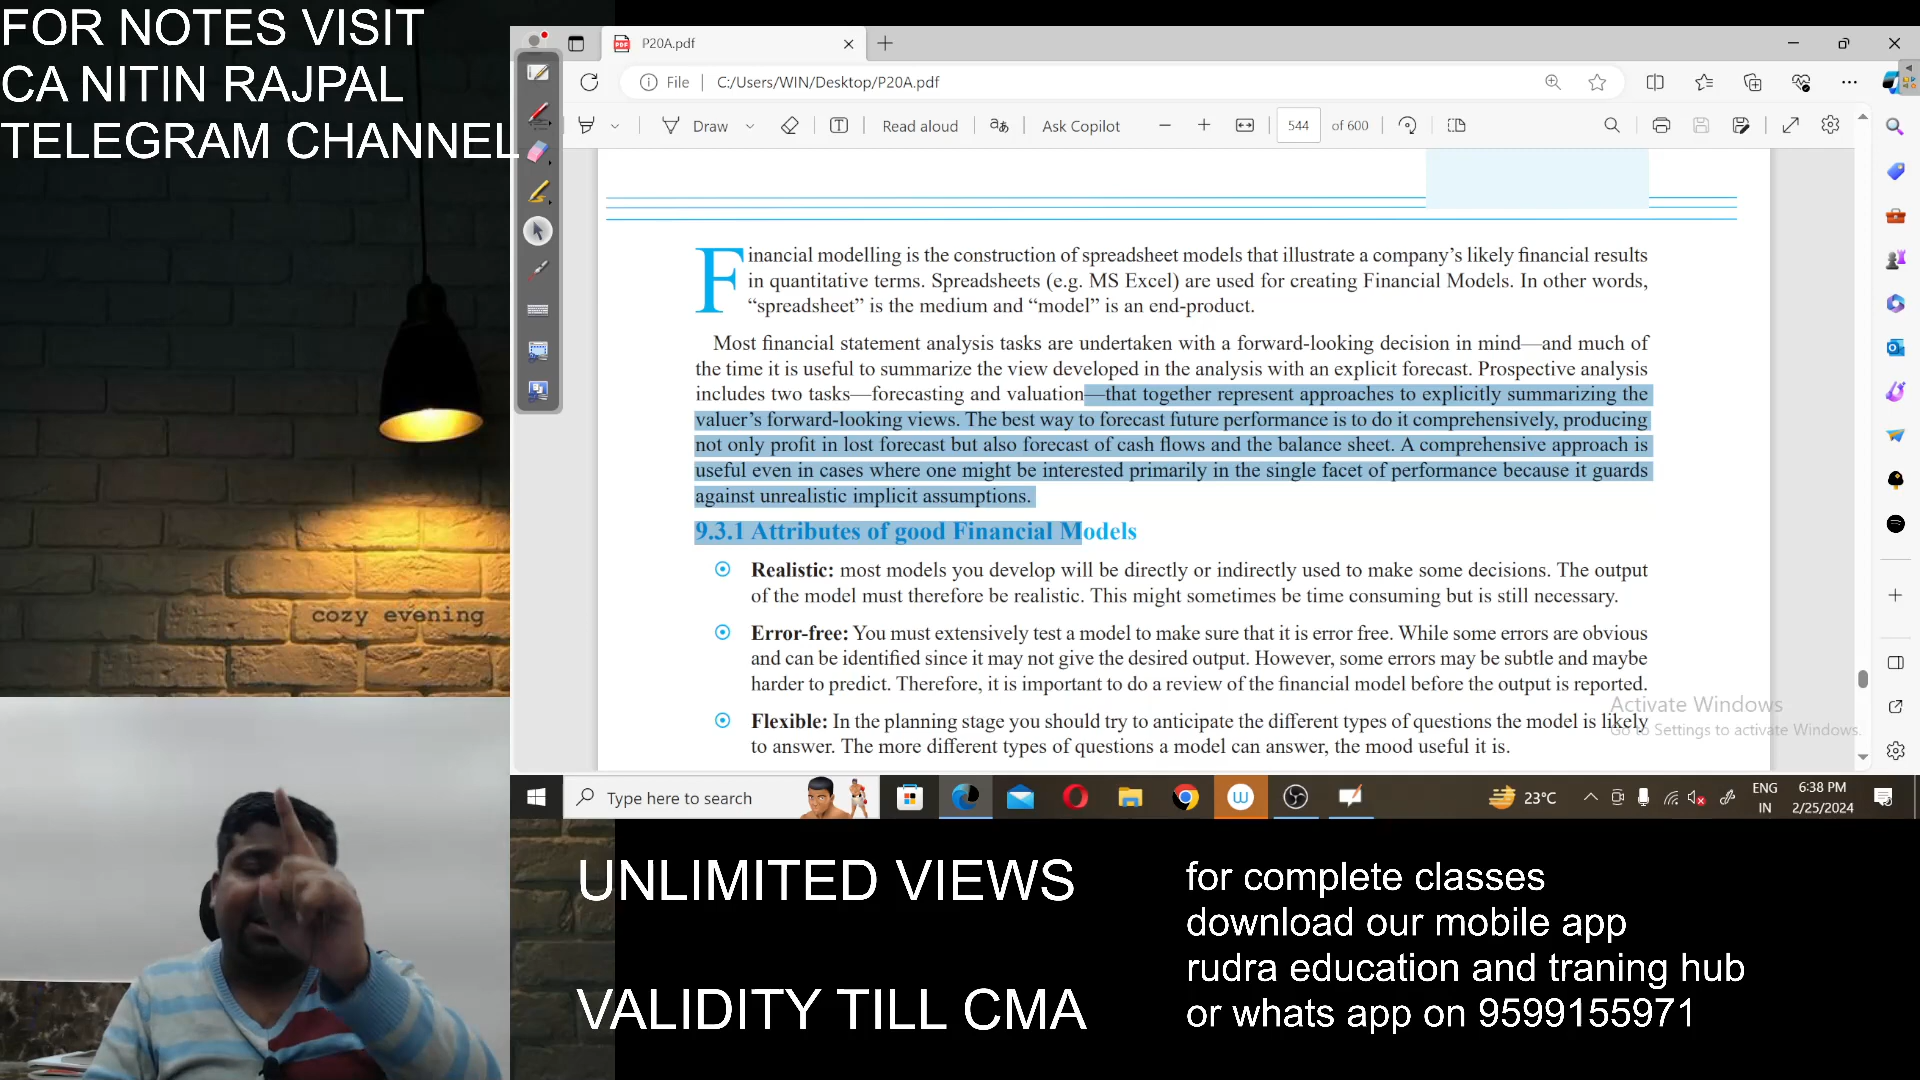 FOR NOTES VISIT
CA NITIN RAJPAL
TELEGRAM CHANNEL
cozy evening
P20A.pdf
File C:/Users/WIN/Desktop/P20A.pdf
Draw Read aloud Ask Copilot 544 of 600
Financial modelling is the construction of spreadsheet models that illustrate a company's likely financial results
in quantitative terms. Spreadsheets (e.g. MS Excel) are used for creating Financial Models. In other words,
“spreadsheet” is the medium and “model” is an end-product.
Most financial statement analysis tasks are undertaken with a forward-looking decision in mind—and much of
the time it is useful to summarize the view developed in the analysis with an explicit forecast. Prospective analysis
includes two tasks—forecasting and valuation—that together represent approaches to explicitly summarizing the
valuer's forward-looking views. The best way to forecast future performance is to do it comprehensively, producing
not only profit in lost forecast but also forecast of cash flows and the balance sheet. A comprehensive approach is
useful even in cases where one might be interested primarily in the single facet of performance because it guards
against unrealistic implicit assumptions.
9.3.1 Attributes of good Financial Models
Realistic: most models you develop will be directly or indirectly used to make some decisions. The output
of the model must therefore be realistic. This might sometimes be time consuming but is still necessary.
Error-free: You must extensively test a model to make sure that it is error free. While some errors are obvious
and can be identified since it may not give the desired output. However, some errors may be subtle and maybe
harder to predict. Therefore, it is important to do a review of the financial model before the output is reported.
Flexible: In the planning stage you should try to anticipate the different types of questions the model is likely
to answer. The more different types of questions a model can answer, the mood useful it is.
Activate Windows
Go to Settings to activate Windows.
Type here to search
23°C
ENG
IN
6:38 PM
2/25/2024
UNLIMITED VIEWS
VALIDITY TILL CMA
for complete classes
download our mobile app
rudra education and traning hub
or whats app on 9599155971